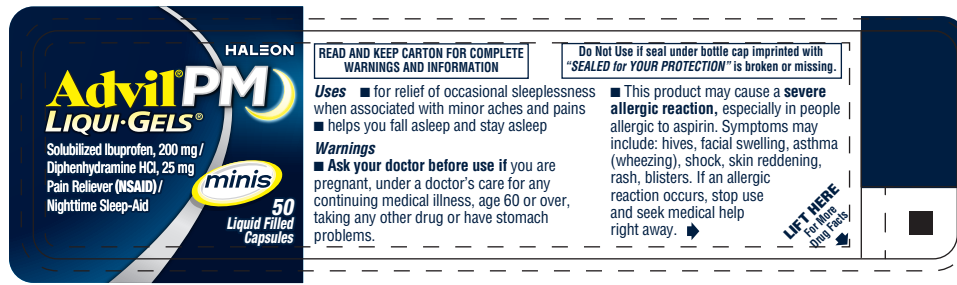 HALEON
Advil® PM
LIQUI·GELS®
Solubilized Ibuprofen, 200 mg /
Diphenhydramine HCl, 25 mg
Pain Reliever (NSAID) /
Nighttime Sleep-Aid
minis
50
Liquid Filled
Capsules
READ AND KEEP CARTON FOR COMPLETE
WARNINGS AND INFORMATION
Uses ■ for relief of occasional sleeplessness
when associated with minor aches and pains
■ helps you fall asleep and stay asleep
Warnings
■ Ask your doctor before use if you are
pregnant, under a doctor's care for any
continuing medical illness, age 60 or over,
taking any other drug or have stomach
problems.
Do Not Use if seal under bottle cap imprinted with
"SEALED for YOUR PROTECTION" is broken or missing.
■ This product may cause a severe
allergic reaction, especially in people
allergic to aspirin. Symptoms may
include: hives, facial swelling, asthma
(wheezing), shock, skin reddening,
rash, blisters. If an allergic
reaction occurs, stop use
and seek medical help
right away.
LIFT HERE
For More
Drug Facts